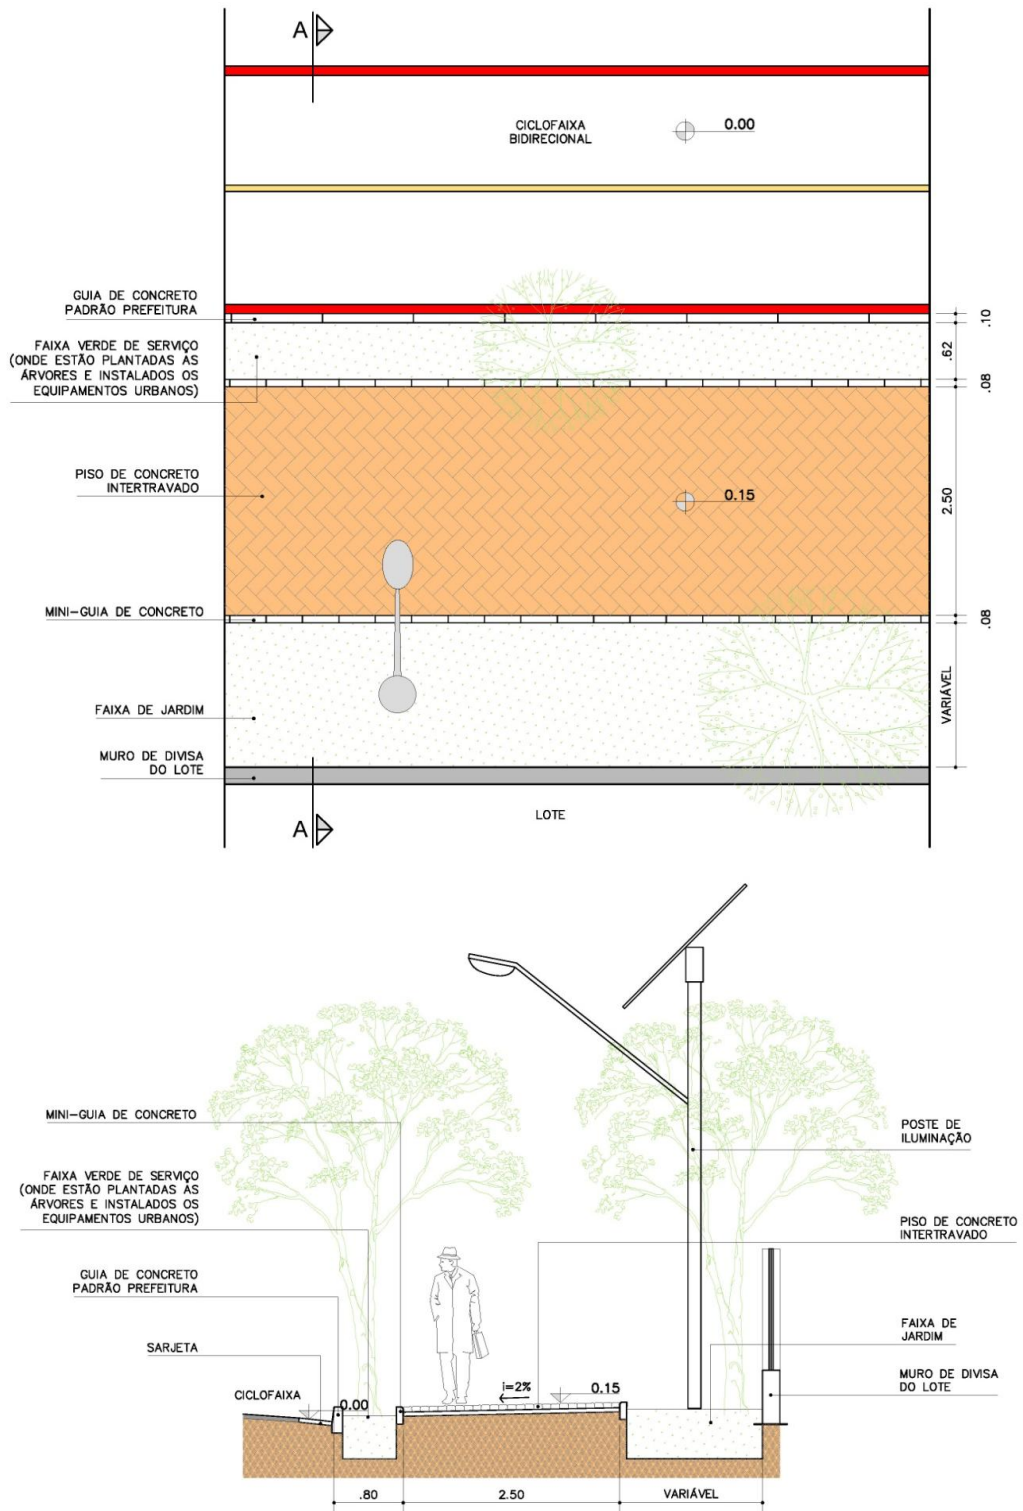 A
CICLOFAIXA
BIDIRECIONAL
0.00
GUIA DE CONCRETO
PADRÃO PREFEITURA
.10
FAIXA VERDE DE SERVIÇO
(ONDE ESTÃO PLANTADAS AS
ÁRVORES E INSTALADOS OS
EQUIPAMENTOS URBANOS)
.62
.08
PISO DE CONCRETO
INTERTRAVADO
0.15
2.50
MINI-GUIA DE CONCRETO
.08
FAIXA DE JARDIM
VARIÁVEL
MURO DE DIVISA
DO LOTE
A
LOTE
MINI-GUIA DE CONCRETO
POSTE DE
ILUMINAÇÃO
FAIXA VERDE DE SERVIÇO
(ONDE ESTÃO PLANTADAS AS
ÁRVORES E INSTALADOS OS
EQUIPAMENTOS URBANOS)
PISO DE CONCRETO
INTERTRAVADO
GUIA DE CONCRETO
PADRÃO PREFEITURA
FAIXA DE
JARDIM
SARJETA
MURO DE DIVISA
DO LOTE
CICLOFAIXA
0.00
i=2%
0.15
.80
2.50
VARIÁVEL